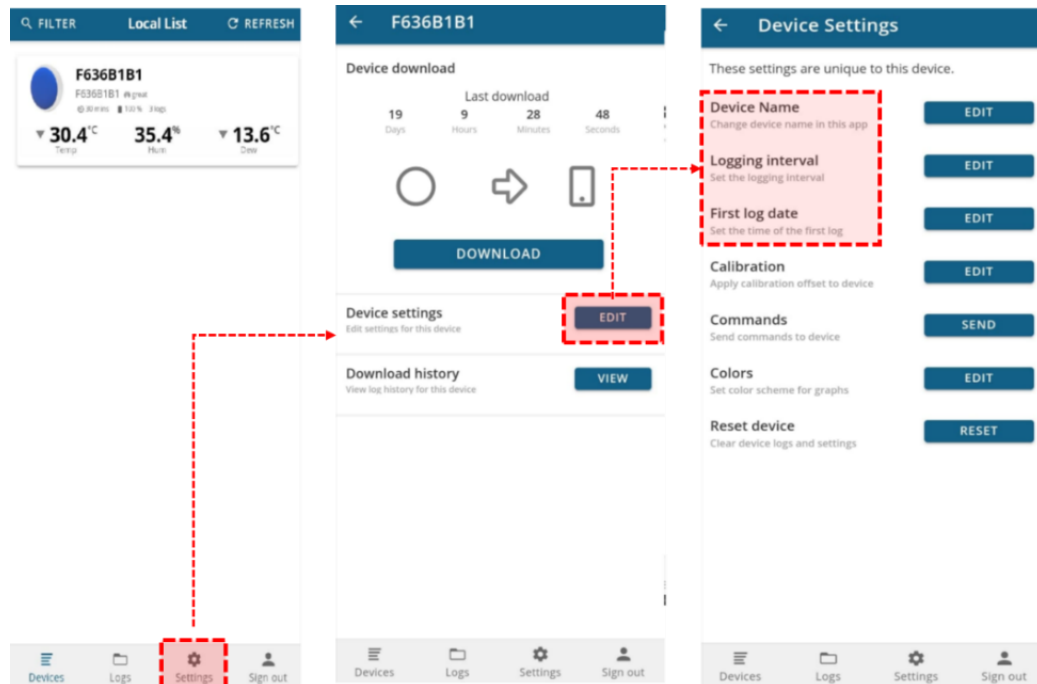 FILTER
Local List
REFRESH
F636B1B1
F636B1B1 #great
30 mins 100% 3 logs
30.4°C
35.4%
13.6°C
Temp
Hum
Dew
Devices
Logs
Settings
Sign out
F636B1B1
Device download
Last download
19
9
28
48
Days
Hours
Minutes
Seconds
DOWNLOAD
Device settings
Edit settings for this device
EDIT
Download history
View log history for this device
VIEW
Devices
Logs
Settings
Sign out
Device Settings
These settings are unique to this device.
Device Name
Change device name in this app
EDIT
Logging interval
Set the logging interval
EDIT
First log date
Set the time of the first log
EDIT
Calibration
Apply calibration offset to device
EDIT
Commands
Send commands to device
SEND
Colors
Set color scheme for graphs
EDIT
Reset device
Clear device logs and settings
RESET
Devices
Logs
Settings
Sign out